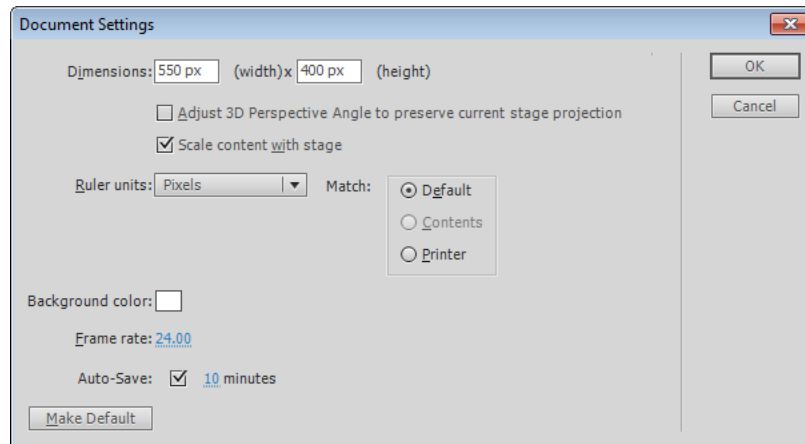 Document Settings
Dimensions: 550 px (width)x 400 px (height)
OK
Cancel
Adjust 3D Perspective Angle to preserve current stage projection
Scale content with stage
Ruler units: Pixels Match: Default
Contents
Printer
Background color:
Frame rate: 24.00
Auto-Save: 10 minutes
Make Default